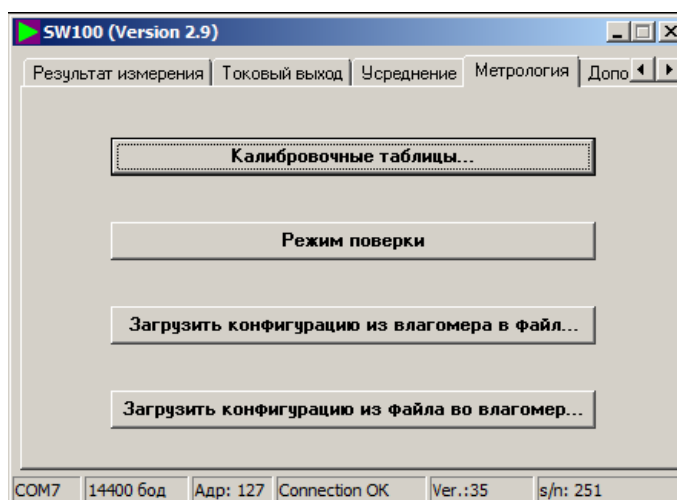 SW100 (Version 2.9)
Результат измерения Токовый выход Усреднение Метрология Допо
Калибровочные таблицы...
Режим поверки
Загрузить конфигурацию из влагомера в файл...
Загрузить конфигурацию из файла во влагомер...
COM7 14400 бод Адр: 127 Connection OK Ver.:35 s/n: 251